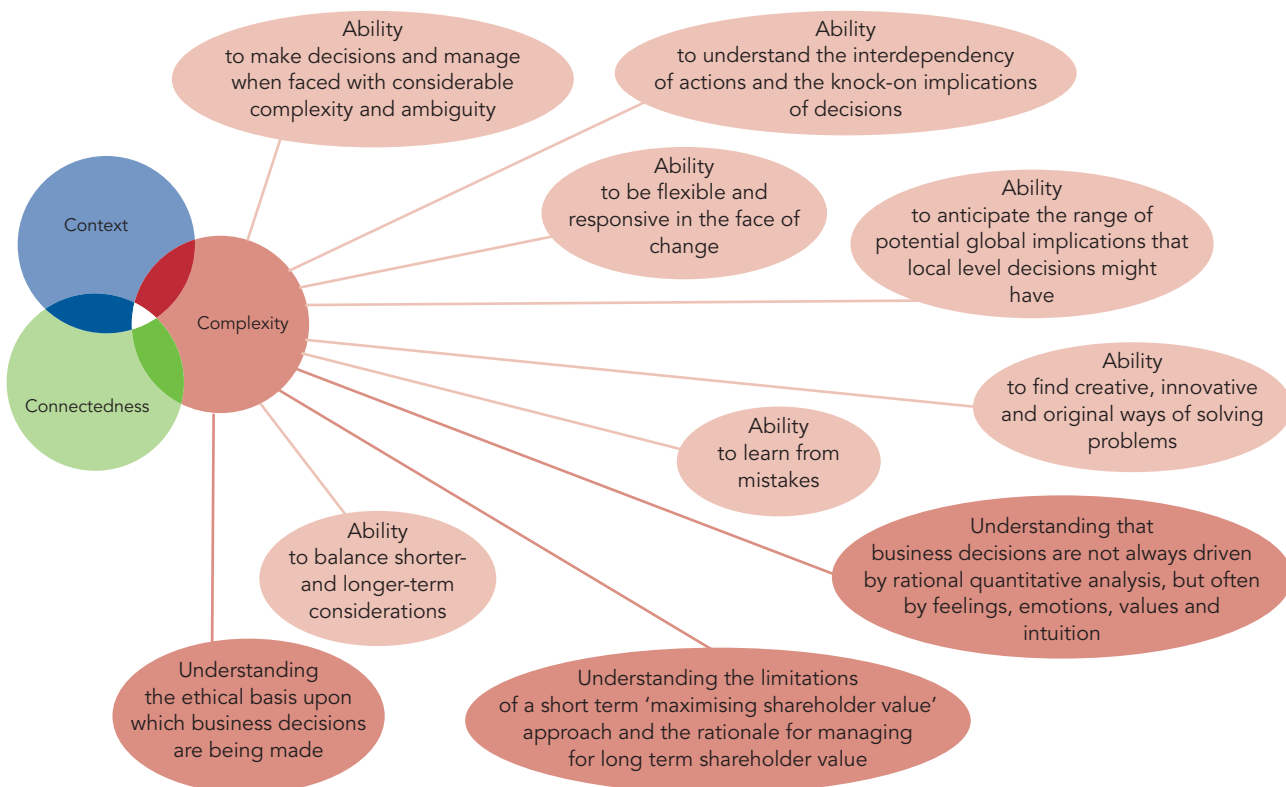 Ability
to make decisions and manage
when faced with considerable
complexity and ambiguity
Ability
to understand the interdependency
of actions and the knock-on implications
of decisions
Ability
to be flexible and
responsive in the face of
change
Ability
to anticipate the range of
potential global implications that
local level decisions might
have
Context
Complexity
Connectedness
Ability
to find creative, innovative
and original ways of solving
problems
Ability
to learn from
mistakes
Understanding that
business decisions are not always driven
by rational quantitative analysis, but often
by feelings, emotions, values and
intuition
Ability
to balance shorter-
and longer-term
considerations
Understanding
the ethical basis upon
which business decisions
are being made
Understanding the limitations
of a short term ‘maximising shareholder value’
approach and the rationale for managing
for long term shareholder value